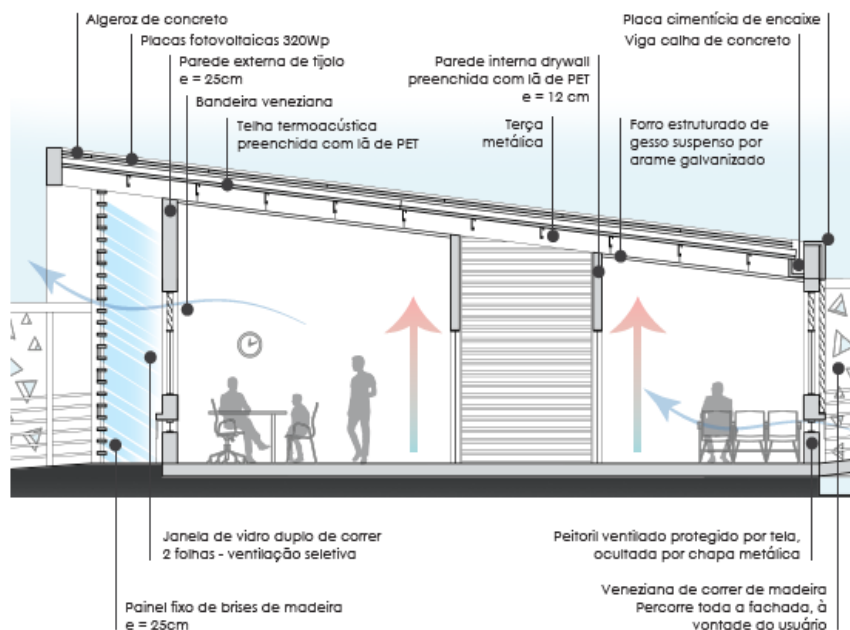 Algeroz de concreto
Placas fotovoltaicas 320Wp
Parede externa de tijolo
e = 25cm
Bandeira veneziana
Telha termoacústica
preenchida com lã de PET
Placa cimentícia de encaixe
Viga calha de concreto
Parede interna drywall
preenchida com lã de PET
e = 12 cm
Terça
metálica
Forro estruturado de
gesso suspenso por
arame galvanizado
Janela de vidro duplo de correr
2 folhas - ventilação seletiva
Painel fixo de brises de madeira
e = 25cm
Peitoril ventilado protegido por tela,
ocultada por chapa metálica
Veneziana de correr de madeira
Percorre toda a fachada, à
vontade do usuário